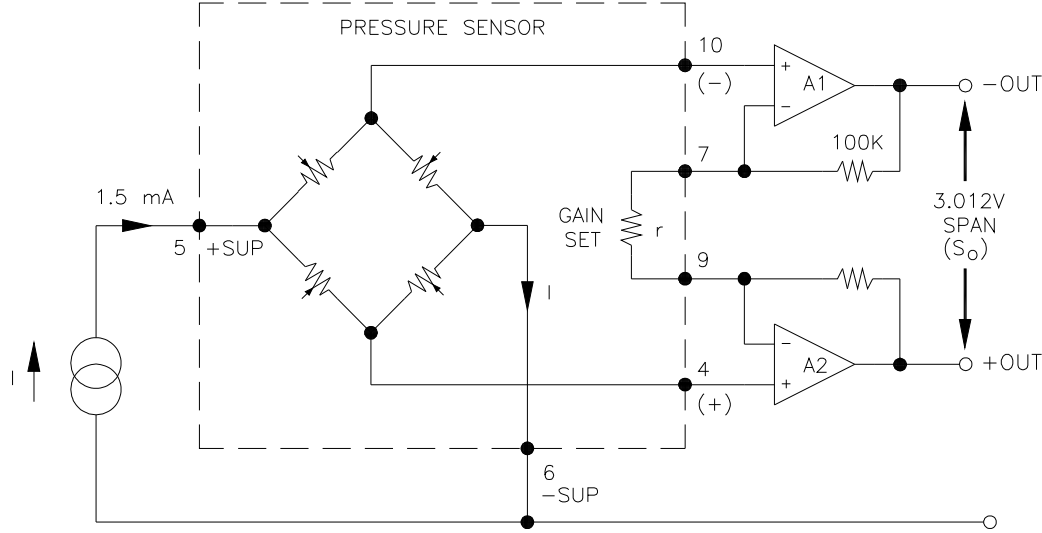 PRESSURE SENSOR
10
(-)
+
A1
-
-OUT
100K
7
1.5 mA
GAIN
SET
r
3.012V
SPAN
(So)
5
+SUP
9
I
I
-
A2
+
+OUT
4
(+)
6
-SUP